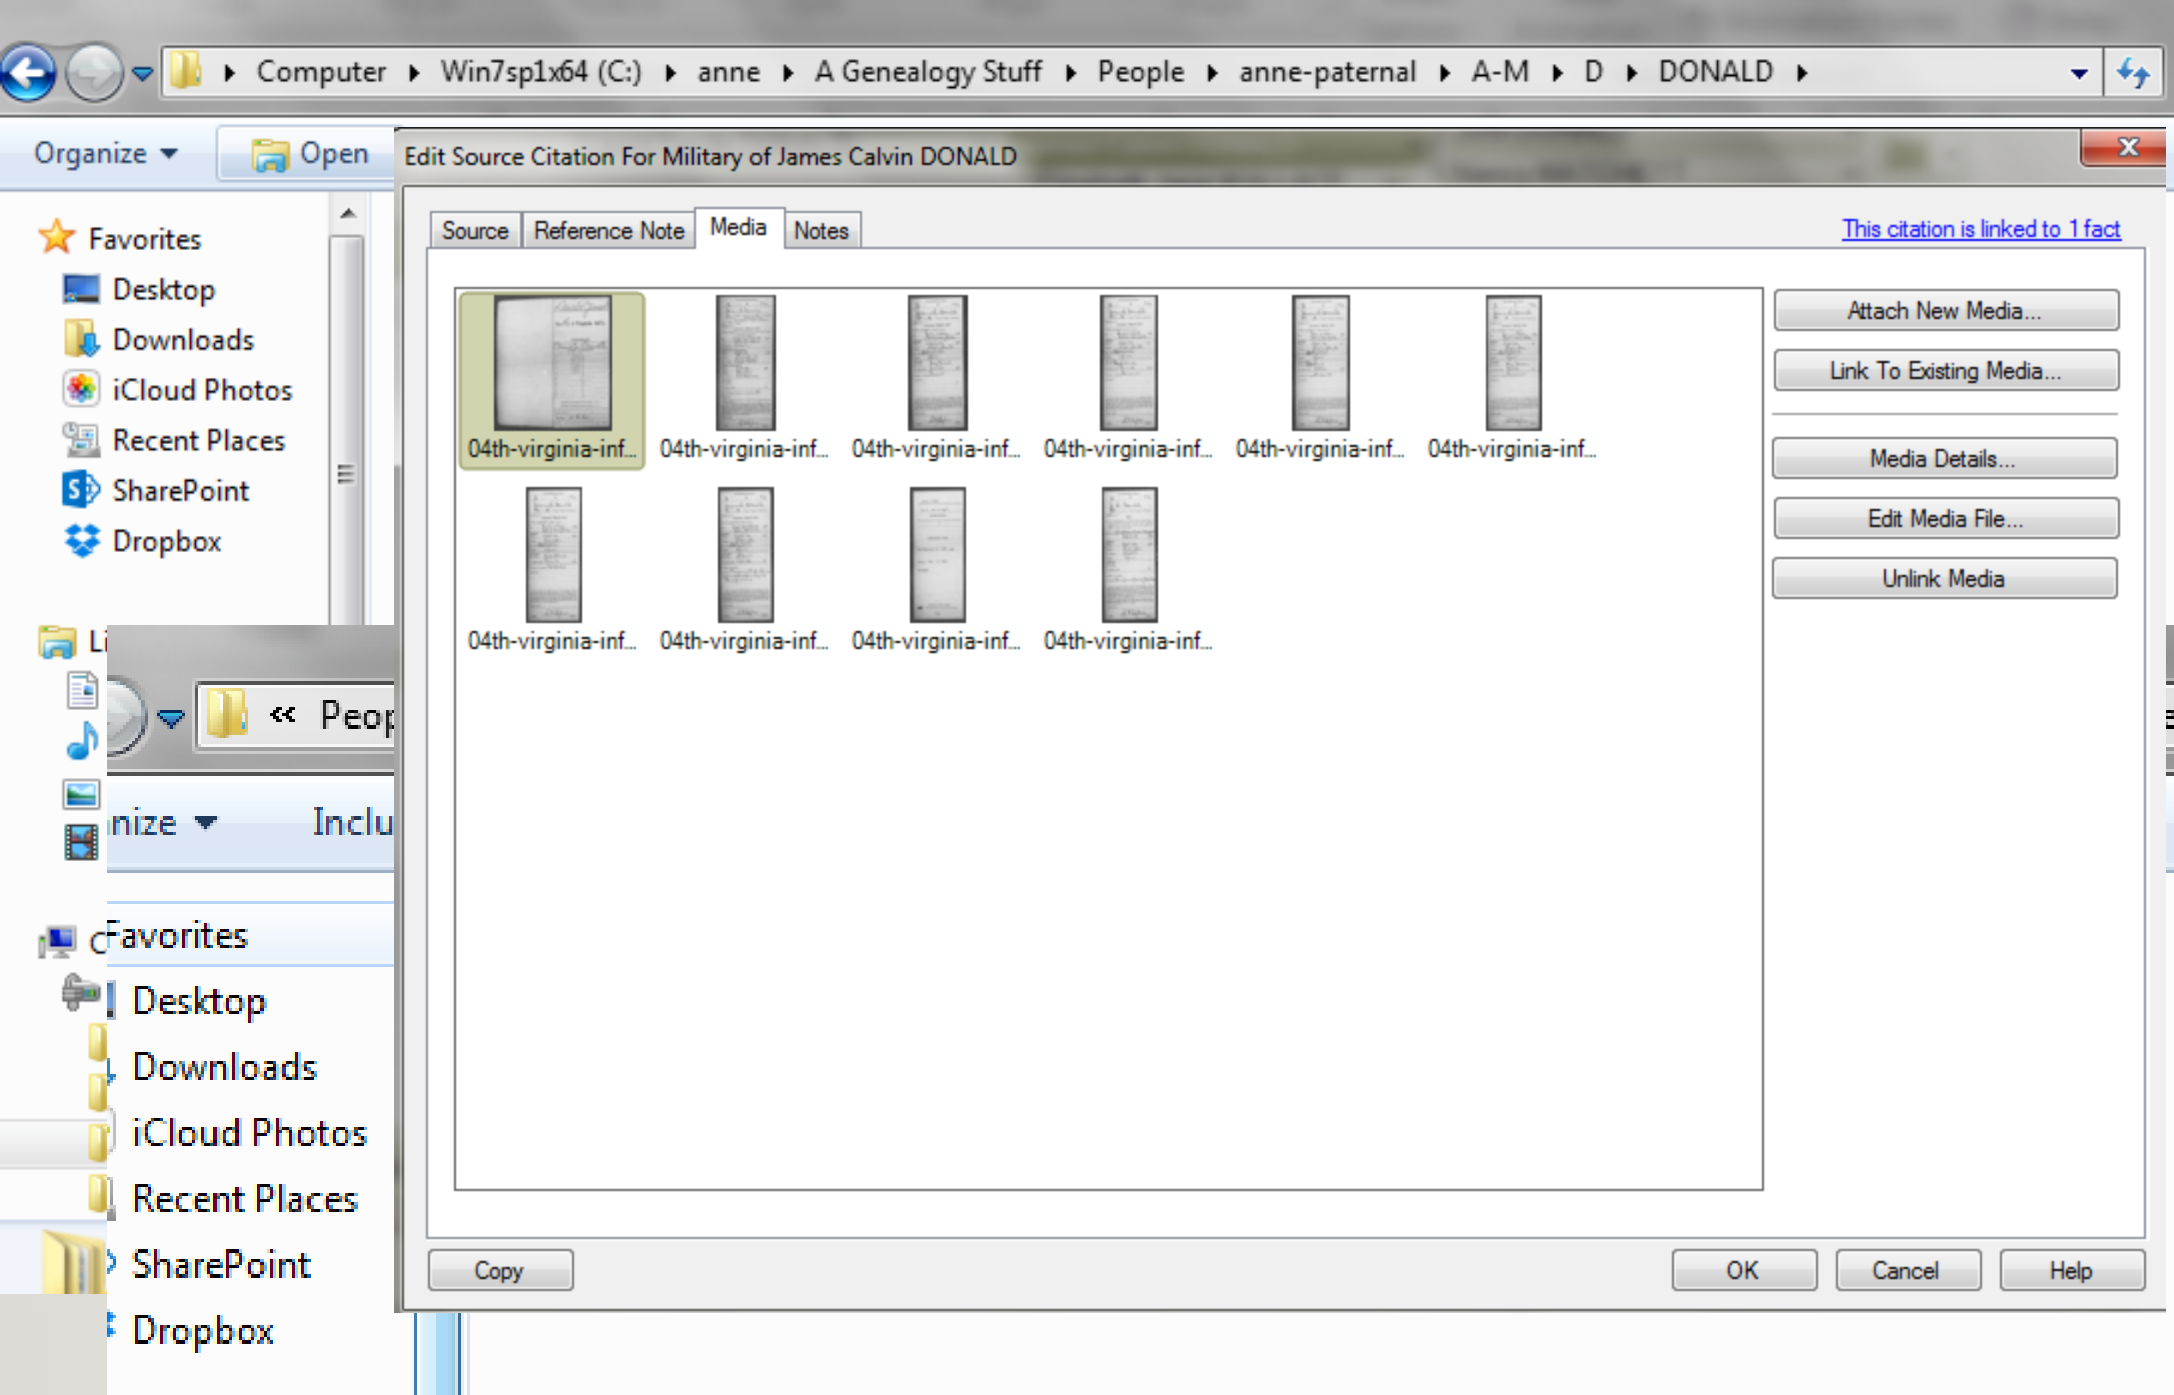 Computer Win7sp1x64 (C:) anne A Genealogy Stuff People anne-paternal A-M D DONALD
Organize Open
Edit Source Citation For Military of James Calvin DONALD
Source Reference Note Media Notes
This citation is linked to 1 fact
Favorites
Desktop
Downloads
iCloud Photos
Recent Places
SharePoint
Dropbox
Li
C
04th-virginia-inf... 04th-virginia-inf... 04th-virginia-inf... 04th-virginia-inf... 04th-virginia-inf... 04th-virginia-inf...
04th-virginia-inf... 04th-virginia-inf... 04th-virginia-inf... 04th-virginia-inf...
Attach New Media...
Link To Existing Media...
Media Details...
Edit Media File...
Unlink Media
« Peop
nize Inclu
Favorites
Desktop
Downloads
iCloud Photos
Recent Places
SharePoint
Dropbox
Copy OK Cancel Help